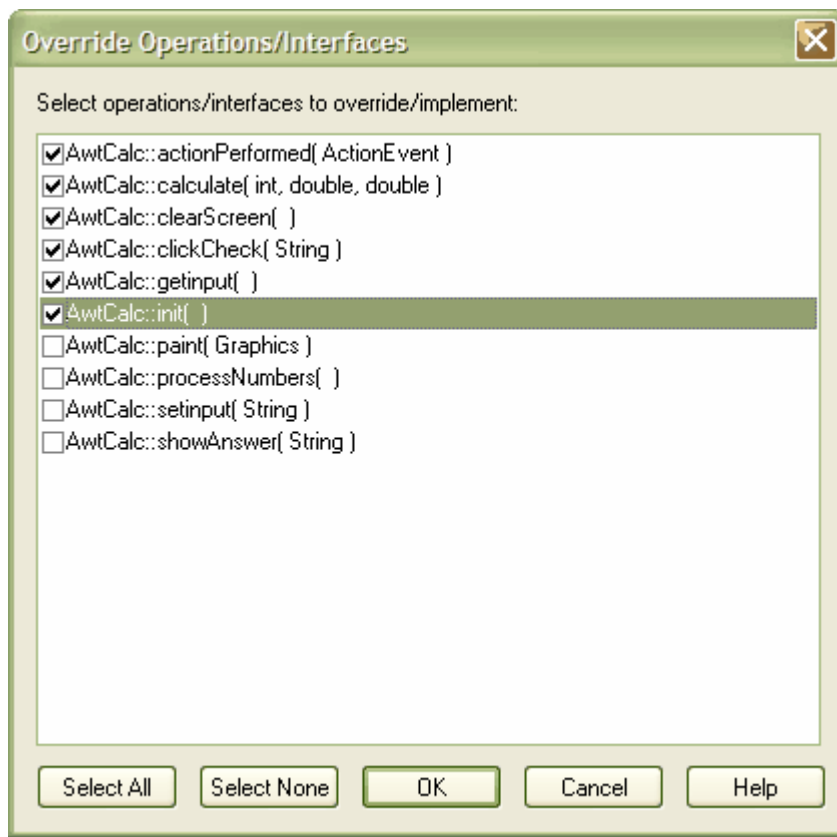 Override Operations/Interfaces
Select operations/interfaces to override/implement:
AwtCalc::actionPerformed( ActionEvent )
AwtCalc::calculate( int, double, double )
AwtCalc::clearScreen(  )
AwtCalc::clickCheck( String )
AwtCalc::getinput(  )
AwtCalc::init(  )
AwtCalc::paint( Graphics )
AwtCalc::processNumbers(  )
AwtCalc::setinput( String )
AwtCalc::showAnswer( String )
Select All Select None OK Cancel Help